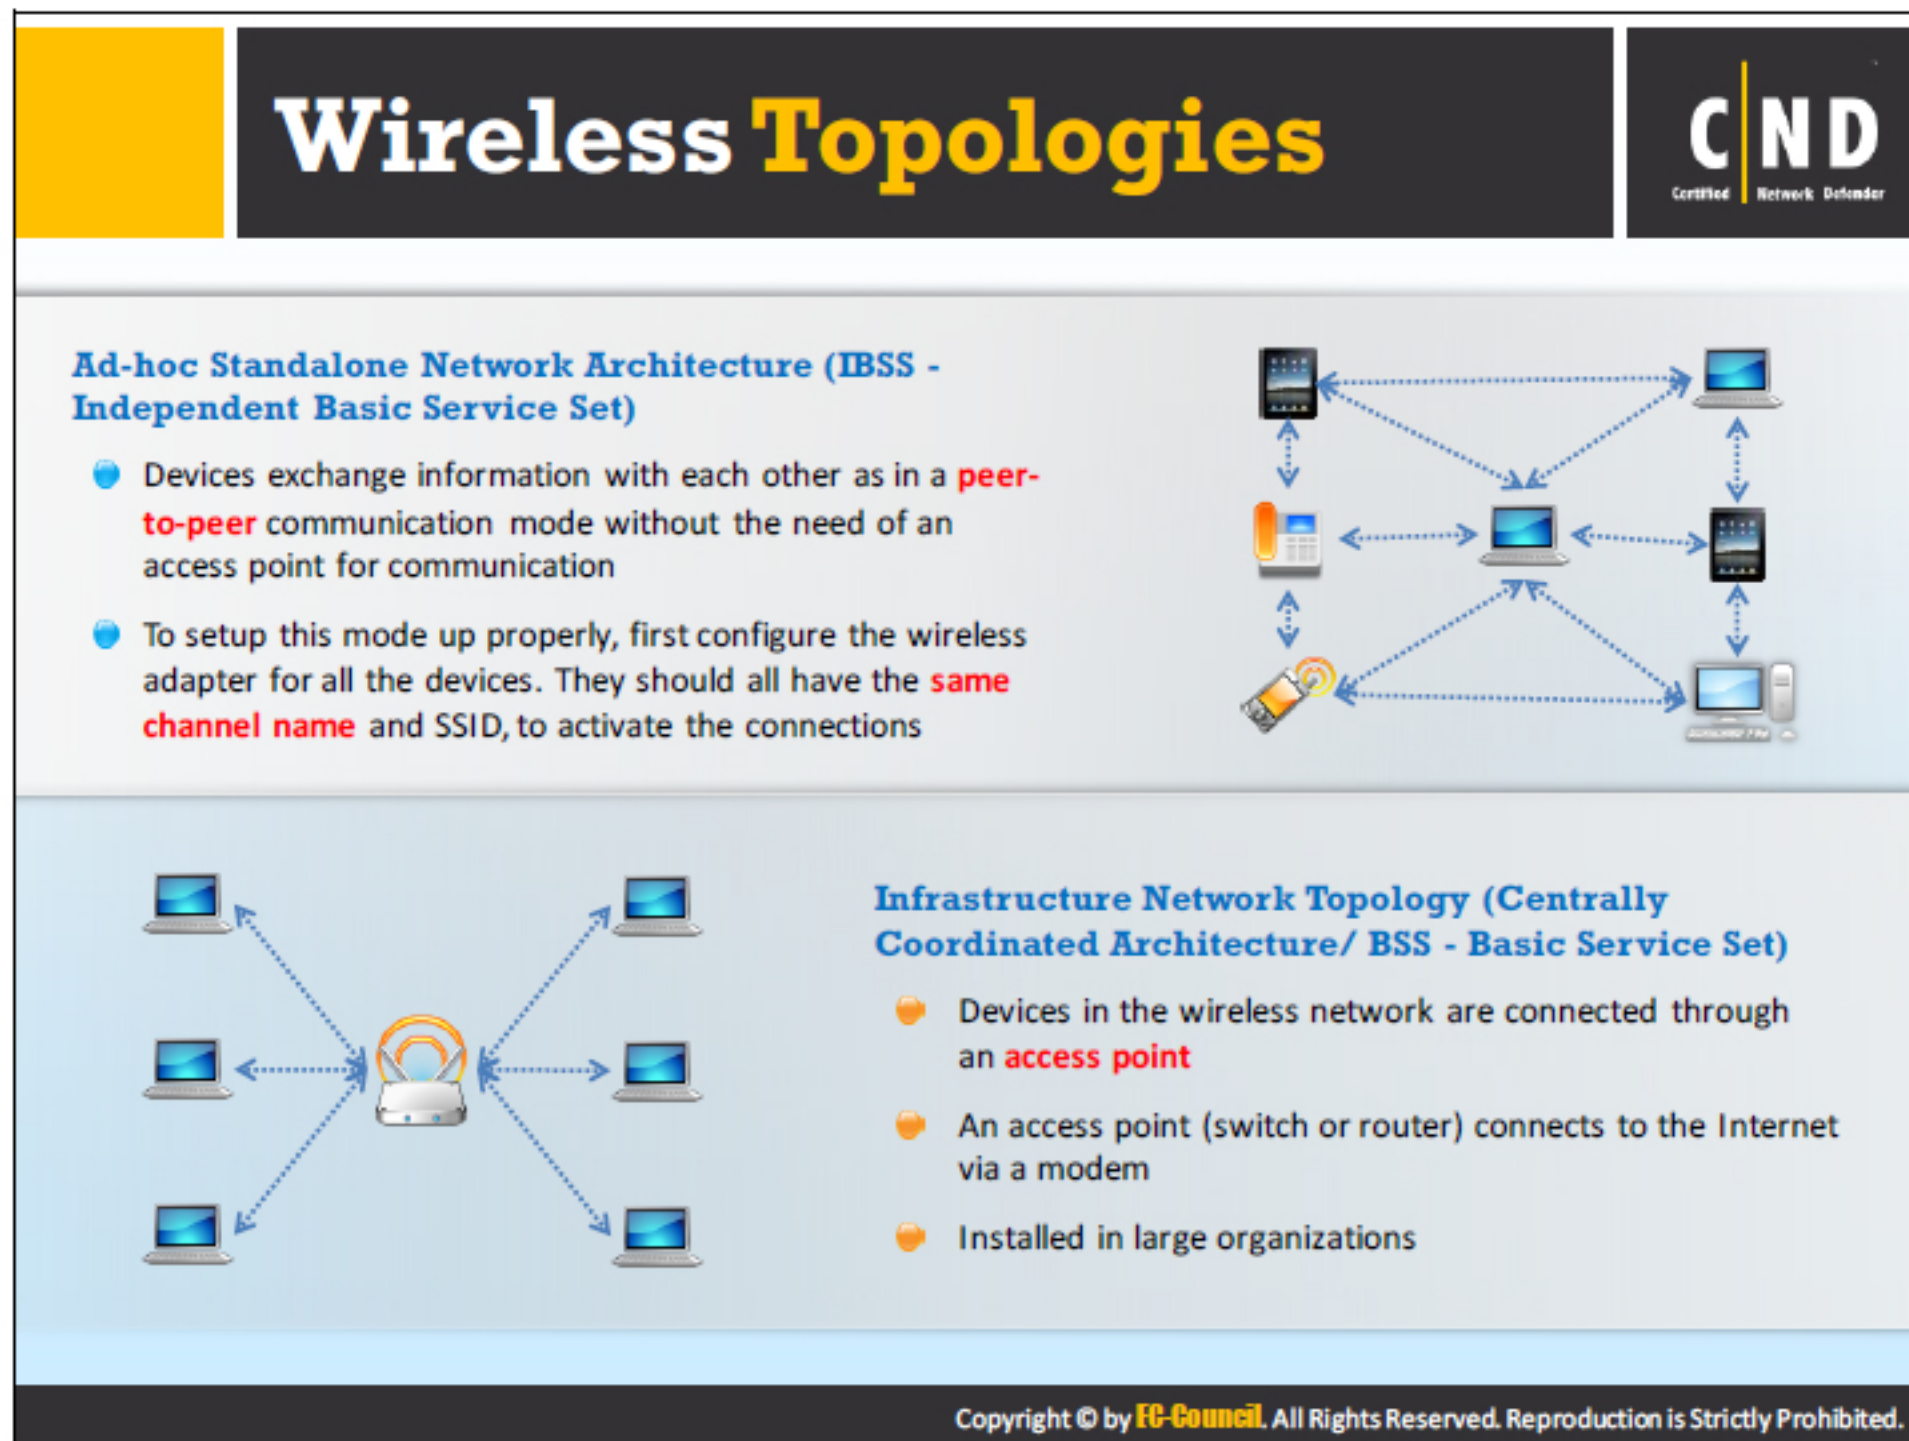 Wireless Topologies
C|ND
Certified Network Defender
Ad-hoc Standalone Network Architecture (IBSS -
Independent Basic Service Set)
Devices exchange information with each other as in a peer-
to-peer communication mode without the need of an
access point for communication
To setup this mode up properly, first configure the wireless
adapter for all the devices. They should all have the same
channel name and SSID, to activate the connections
Infrastructure Network Topology (Centrally
Coordinated Architecture/ BSS - Basic Service Set)
Devices in the wireless network are connected through
an access point
An access point (switch or router) connects to the Internet
via a modem
Installed in large organizations
Copyright © by EC-Council. All Rights Reserved. Reproduction is Strictly Prohibited.